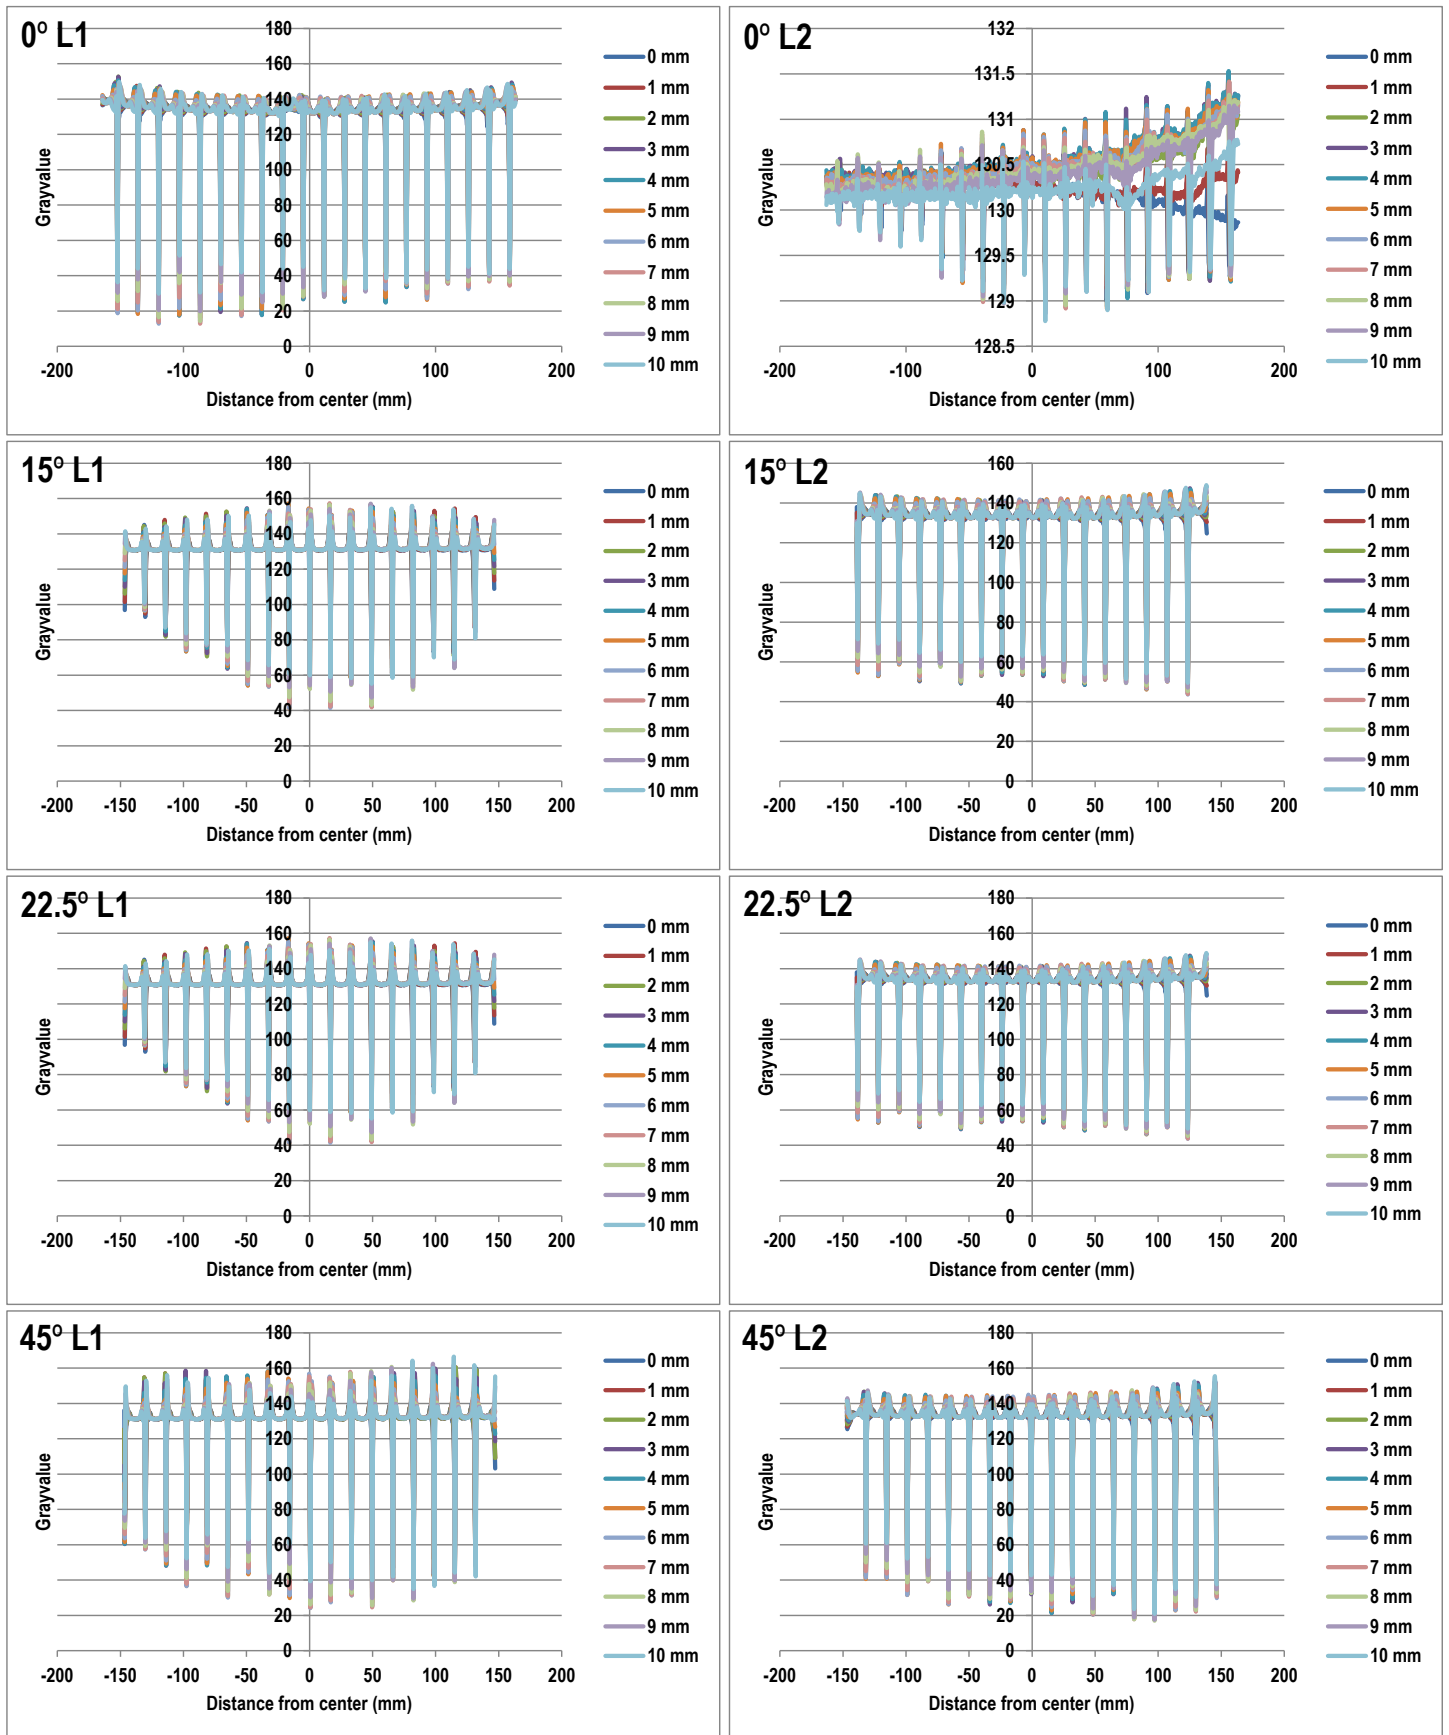 0º L1
180
160
140
120
100
80
60
40
20
0
Grayvalue
-200 -100 0 100 200
Distance from center (mm)
0 mm
1 mm
2 mm
3 mm
4 mm
5 mm
6 mm
7 mm
8 mm
9 mm
10 mm
0º L2
132
131.5
131
130.5
130
129.5
129
128.5
-200 -100 0 100 200
Distance from center (mm)
0 mm
1 mm
2 mm
3 mm
4 mm
5 mm
6 mm
7 mm
8 mm
9 mm
10 mm
15º L1
180
160
140
120
100
80
60
40
20
0
Grayvalue
-200 -150 -100 -50 0 50 100 150 200
Distance from center (mm)
0 mm
1 mm
2 mm
3 mm
4 mm
5 mm
6 mm
7 mm
8 mm
9 mm
10 mm
15º L2
160
140
120
100
80
60
40
20
0
Grayvalue
-200 -150 -100 -50 0 50 100 150 200
Distance from center (mm)
0 mm
1 mm
2 mm
3 mm
4 mm
5 mm
6 mm
7 mm
8 mm
9 mm
10 mm
22.5º L1
180
160
140
120
100
80
60
40
20
0
Grayvalue
-200 -150 -100 -50 0 50 100 150 200
Distance from center (mm)
0 mm
1 mm
2 mm
3 mm
4 mm
5 mm
6 mm
7 mm
8 mm
9 mm
10 mm
22.5º L2
180
160
140
120
100
80
60
40
20
0
Grayvalue
-200 -150 -100 -50 0 50 100 150 200
Distance from center (mm)
0 mm
1 mm
2 mm
3 mm
4 mm
5 mm
6 mm
7 mm
8 mm
9 mm
10 mm
45º L1
180
160
140
120
100
80
60
40
20
0
Grayvalue
-200 -150 -100 -50 0 50 100 150 200
Distance from center (mm)
0 mm
1 mm
2 mm
3 mm
4 mm
5 mm
6 mm
7 mm
8 mm
9 mm
10 mm
45º L2
180
160
140
120
100
80
60
40
20
0
Grayvalue
-200 -150 -100 -50 0 50 100 150 200
Distance from center (mm)
0 mm
1 mm
2 mm
3 mm
4 mm
5 mm
6 mm
7 mm
8 mm
9 mm
10 mm